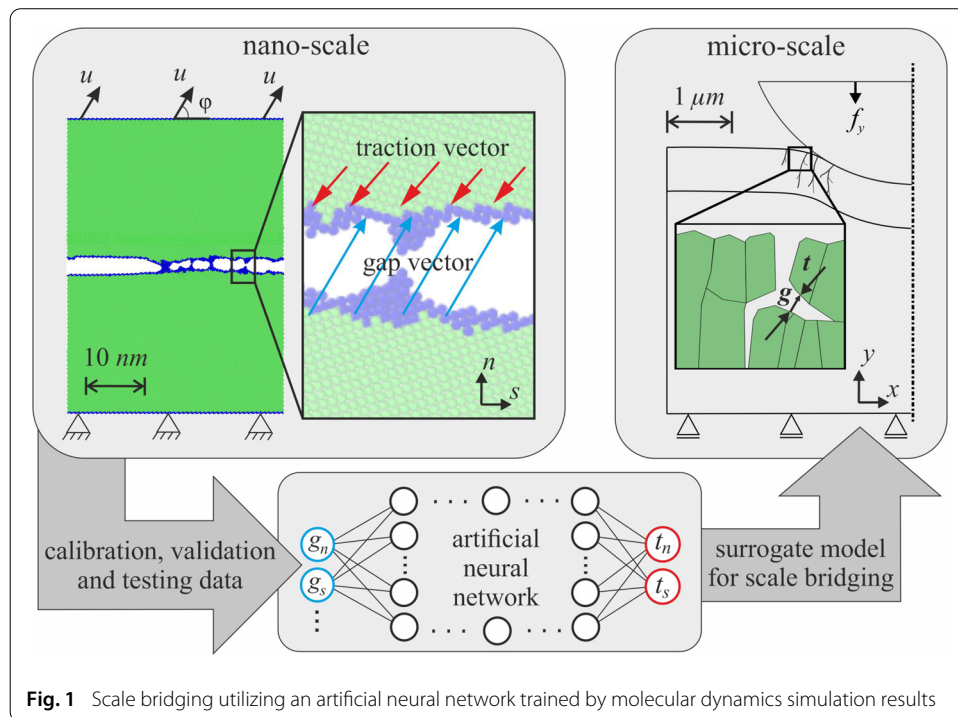 nano-scale
u
u
u
φ
traction vector
gap vector
10 nm
n
s
micro-scale
1 µm
f_y
t
g
y
x
calibration, validation
and testing data
g_n
g_s
artificial
neural
network
t_n
t_s
surrogate model
for scale bridging
Fig. 1 Scale bridging utilizing an artificial neural network trained by molecular dynamics simulation results